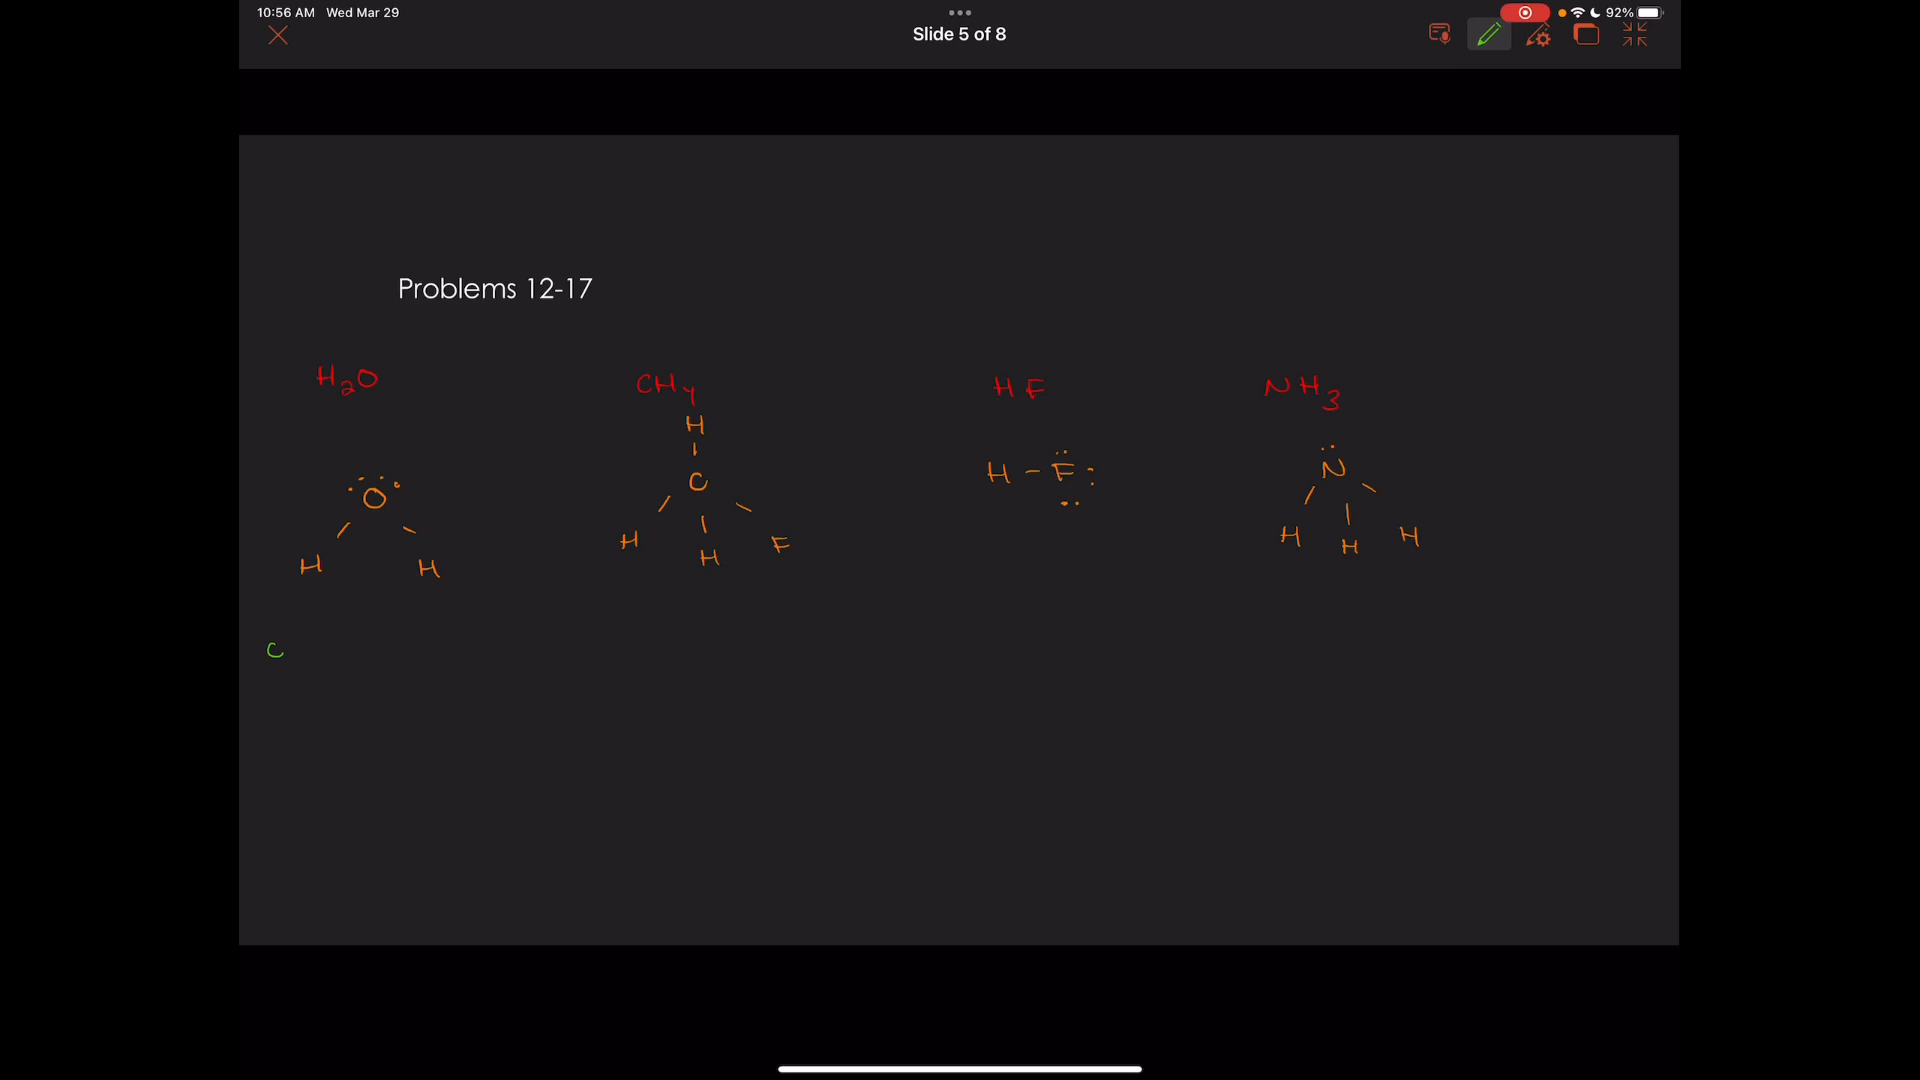 10:56 AM Wed Mar 29
92%
Slide 5 of 8
Problems 12-17
H₂O
CH₄
HF
NH₃
H
O
C
H - F
N
H
H
H
H
F
H
H
H
C